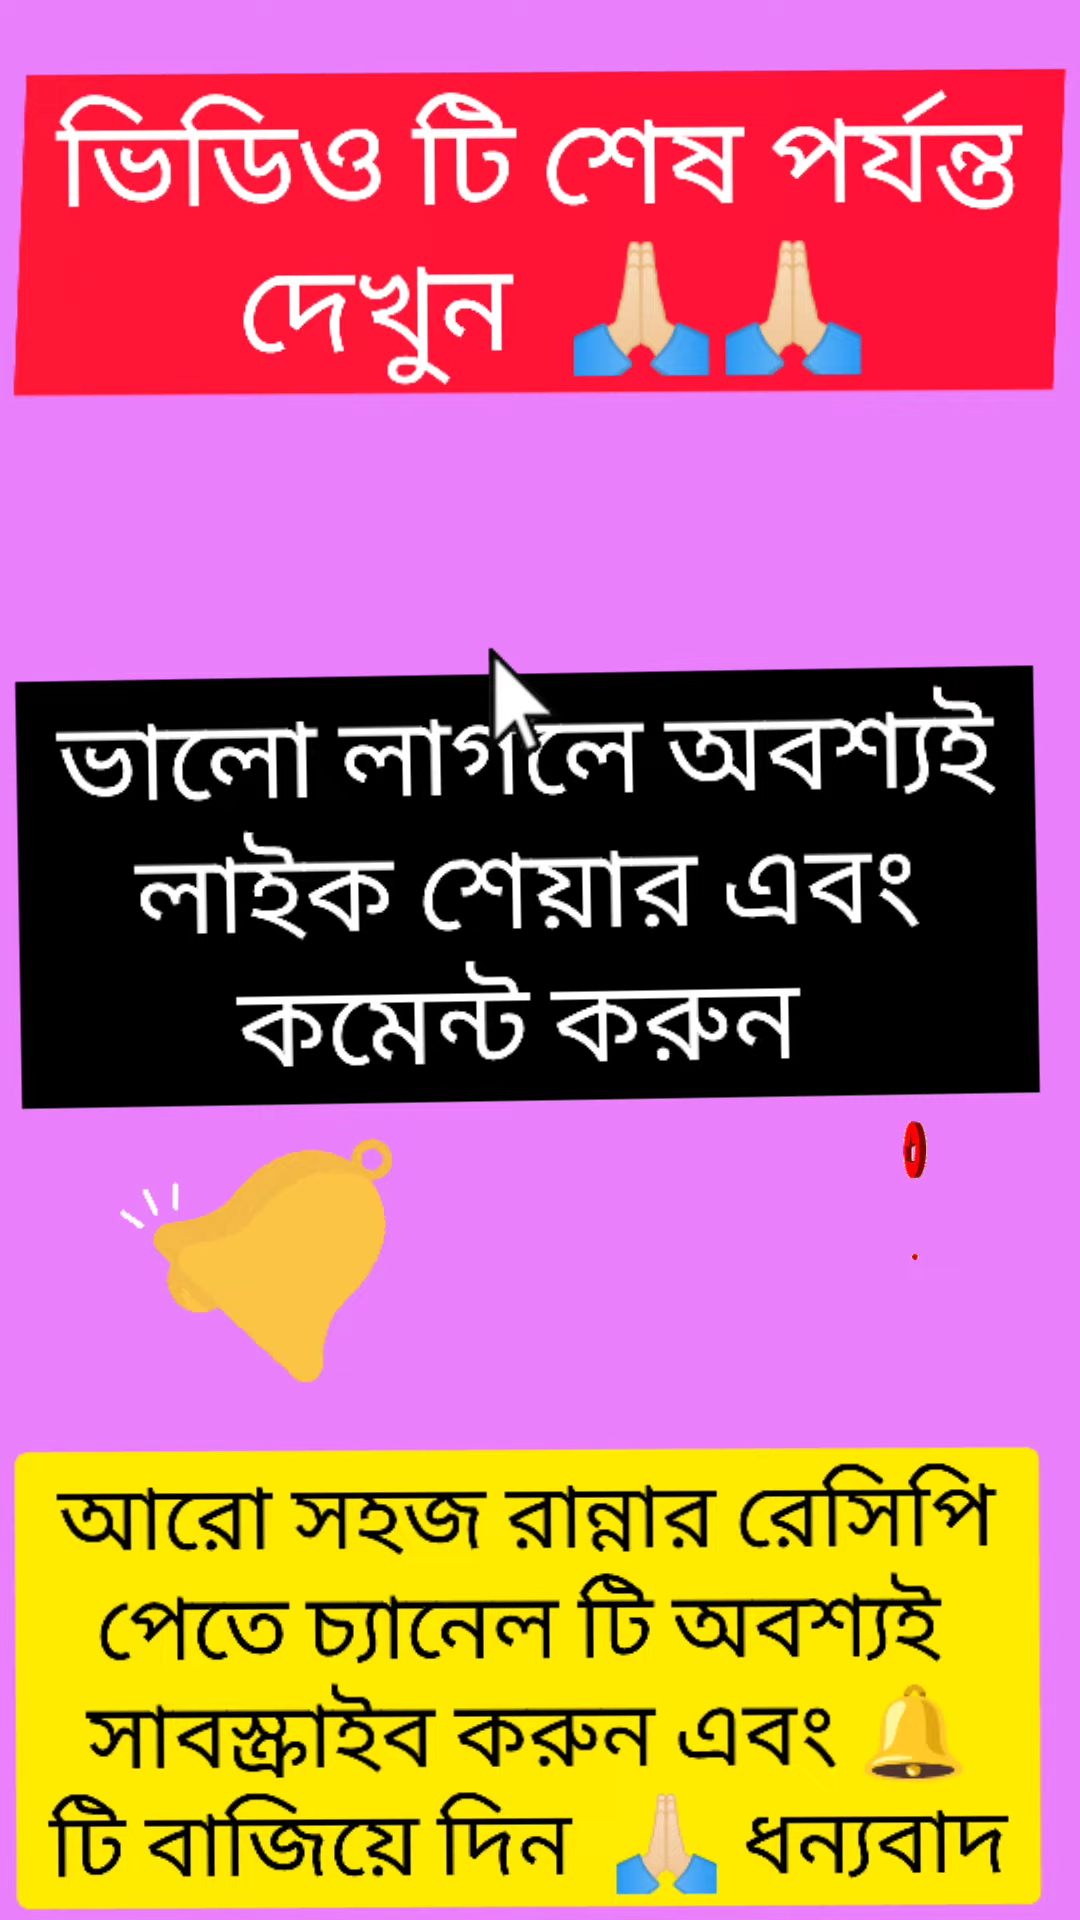 ভিডিও টি শেষ পর্যন্ত
দেখুন 🙏🏻🙏🏻
ভালো লাগলে অবশ্যই
লাইক শেয়ার এবং
কমেন্ট করুন
আরো সহজ রান্নার রেসিপি
পেতে চ্যানেল টি অবশ্যই
সাবস্ক্রাইব করুন এবং 🔔
টি বাজিয়ে দিন 🙏🏻 ধন্যবাদ